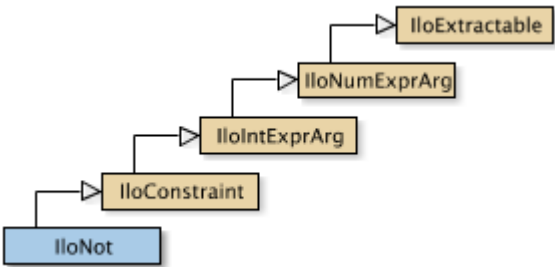 IloExtractable
IloNumExprArg
IloIntExprArg
IloConstraint
IloNot